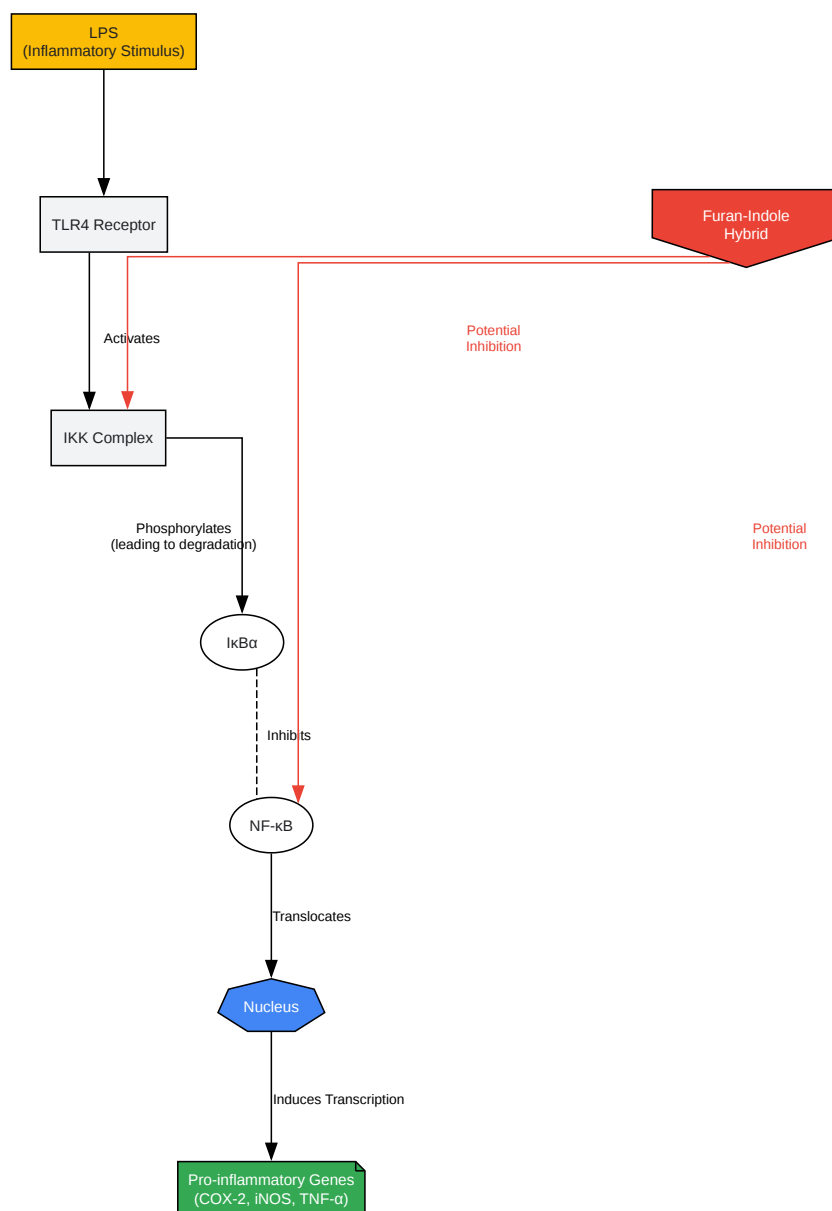 LPS
(Inflammatory Stimulus)
TLR4 Receptor
Furan-Indole
Hybrid
Activates
Potential
Inhibition
IKK Complex
Phosphorylates
(leading to degradation)
Potential
Inhibition
IκBα
Inhibits
NF-κB
Translocates
Nucleus
Induces Transcription
Pro-inflammatory Genes
(COX-2, iNOS, TNF-α)